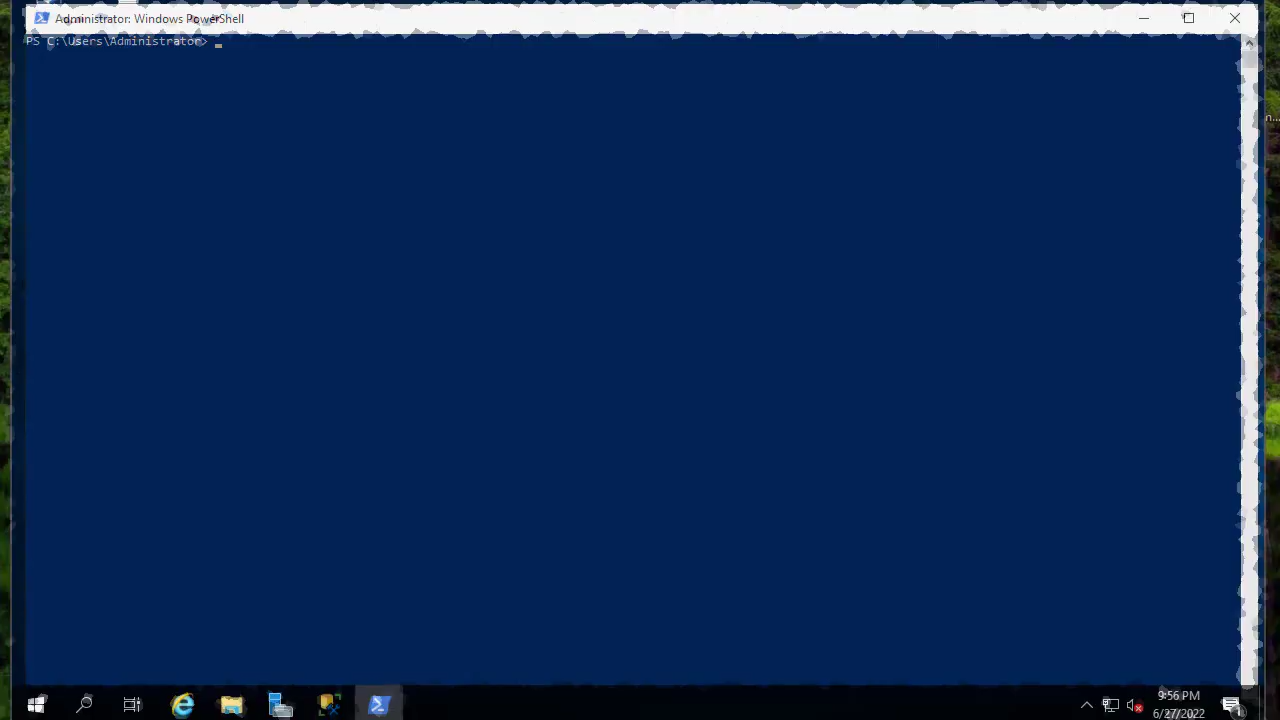 Administrator: Windows PowerShell
PS C:\Users\Administrator>
n...
9:56 PM
6/27/2022